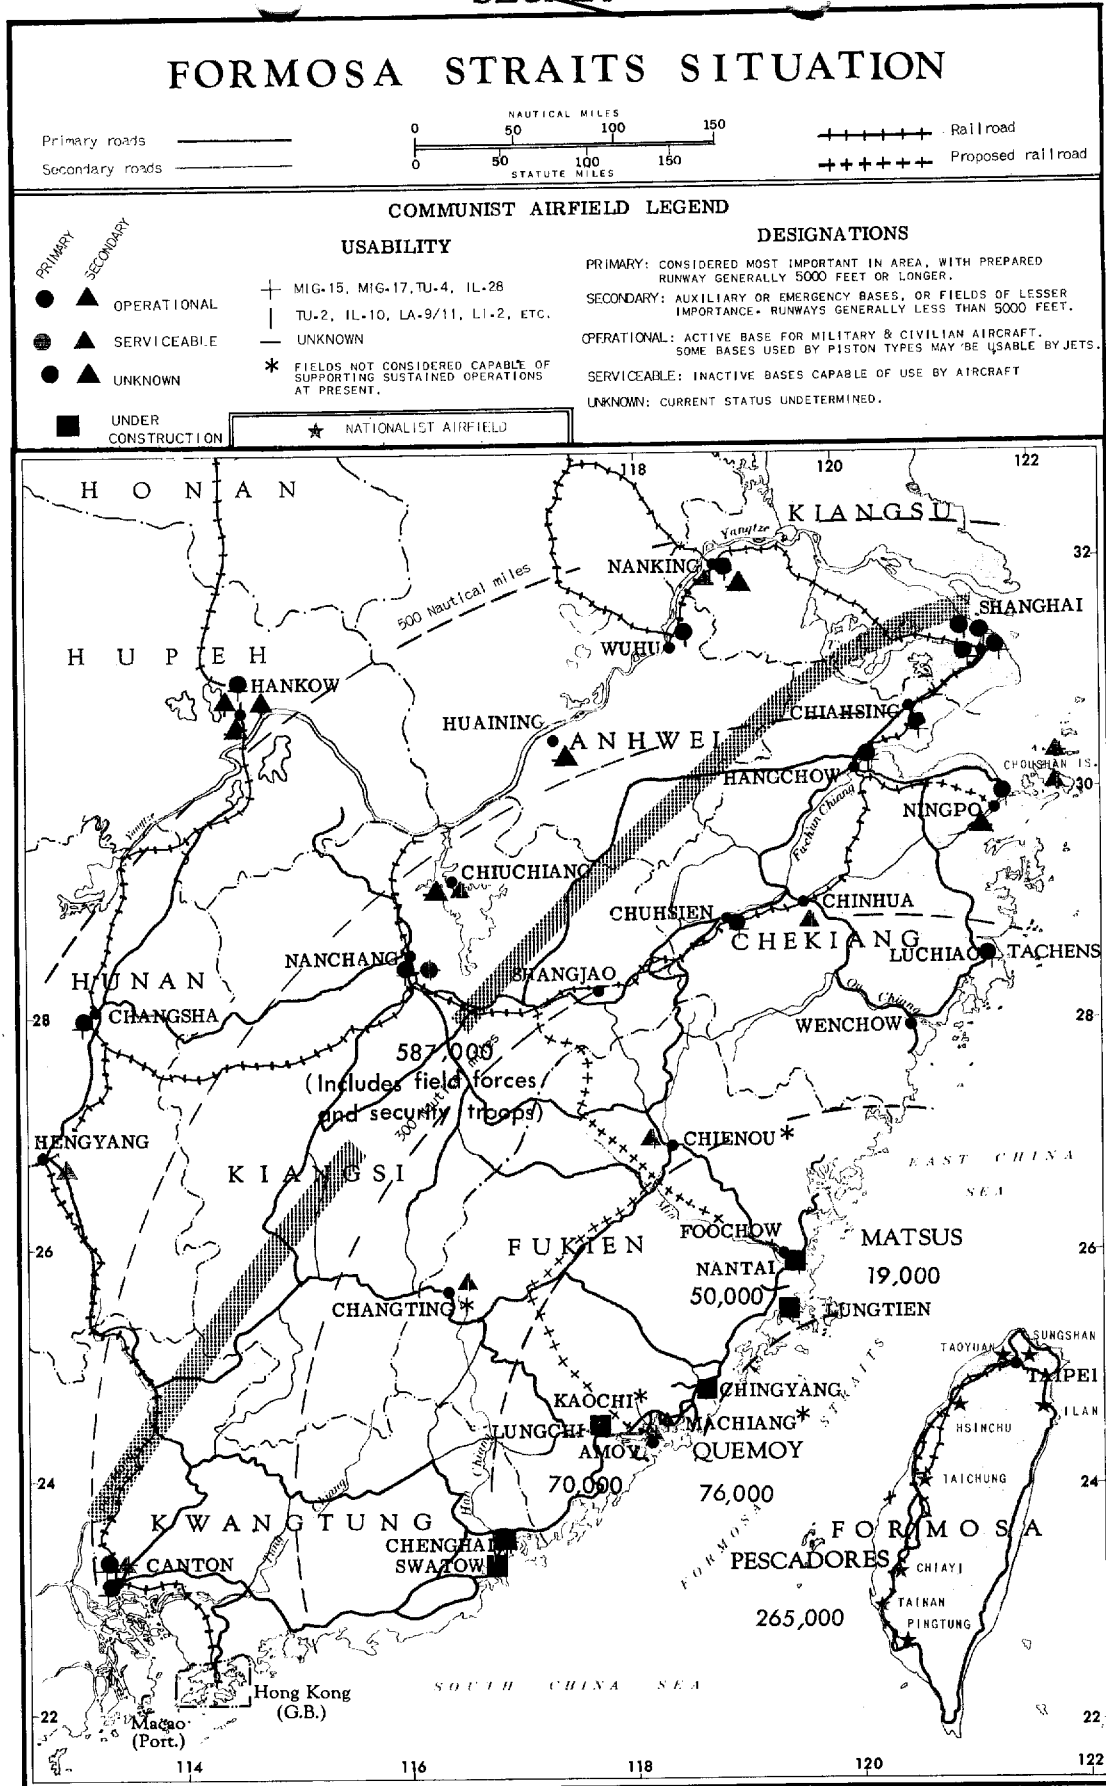 FORMOSA STRAITS SITUATION
Primary roads
Secondary roads
NAUTICAL MILES
0 50 100 150
0 50 100 150
STATUTE MILES
Railroad
Proposed railroad
COMMUNIST AIRFIELD LEGEND
PRIMARY
SECONDARY
OPERATIONAL
SERVICEABLE
UNKNOWN
UNDER
CONSTRUCTION
USABILITY
MIG-15, MIG-17, TU-4, IL-28
TU-2, IL-10, LA-9/11, LI-2, ETC.
UNKNOWN
* FIELDS NOT CONSIDERED CAPABLE OF
SUPPORTING SUSTAINED OPERATIONS
AT PRESENT.
NATIONALIST AIRFIELD
DESIGNATIONS
PRIMARY: CONSIDERED MOST IMPORTANT IN AREA, WITH PREPARED
RUNWAY GENERALLY 5000 FEET OR LONGER.
SECONDARY: AUXILIARY OR EMERGENCY BASES, OR FIELDS OF LESSER
IMPORTANCE. RUNWAYS GENERALLY LESS THAN 5000 FEET.
OPERATIONAL: ACTIVE BASE FOR MILITARY & CIVILIAN AIRCRAFT.
SOME BASES USED BY PISTON TYPES MAY BE USABLE BY JETS.
SERVICEABLE: INACTIVE BASES CAPABLE OF USE BY AIRCRAFT
UNKNOWN: CURRENT STATUS UNDETERMINED.
118 120 122
HONAN
KIANGSU
Yangtze
32
NANKING
500 Nautical miles
SHANGHAI
WUHU
HUPEH
HANKOW
HUAINING
ANHWEI
CHIAHSING
CHOUSHAN IS.
HANGCHOW
30
NINGPO
Fuchun Chiang
Yangtze
CHIUCHIANG
CHINHUA
CHUHSIEN
CHEKIANG
LUCHIAO
TACHENS
NANCHANG
SHANGJAO
HUNAN
CHANGSHA
28
28
WENCHOW
587,000
(Includes field forces
and security troops)
300 Nautical miles
HENGYANG
CHIENOU*
EAST CHINA
SEA
KIANGSI
Min
FOOCHOW
MATSUS
26
26
FUKIEN
NANTAI
19,000
50,000
CHANGTING*
LUNGTIEN
SUNGSHAN
TAOYUAN
TAIPEI
KAOCHI*
CHINGYANG
ILAN
HSINCHU
LUNGCHI
MACHIANG*
AMOY
QUEMOY
70,000
76,000
TAICHUNG
24
24
FORMOSA STRAITS
KWANGTUNG
FORMOSA
CHENGHAI
SWATOW
PESCADORES
CANTON
CHIAYI
TAINAN
265,000
PINGTUNG
Hong Kong
(G.B.)
SOUTH CHINA SEA
22
22
Macao
(Port.)
114 116 118 120 122